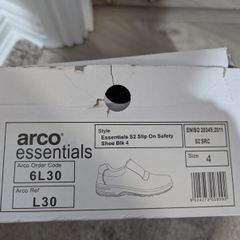 Style
Essentials S2 Slip On Safety
Shoe Blk 4
EN/ISO 20345:2011
S2 SRC
arco
essentials
Arco Order Code
6L30
Arco Ref
L30
Size
4